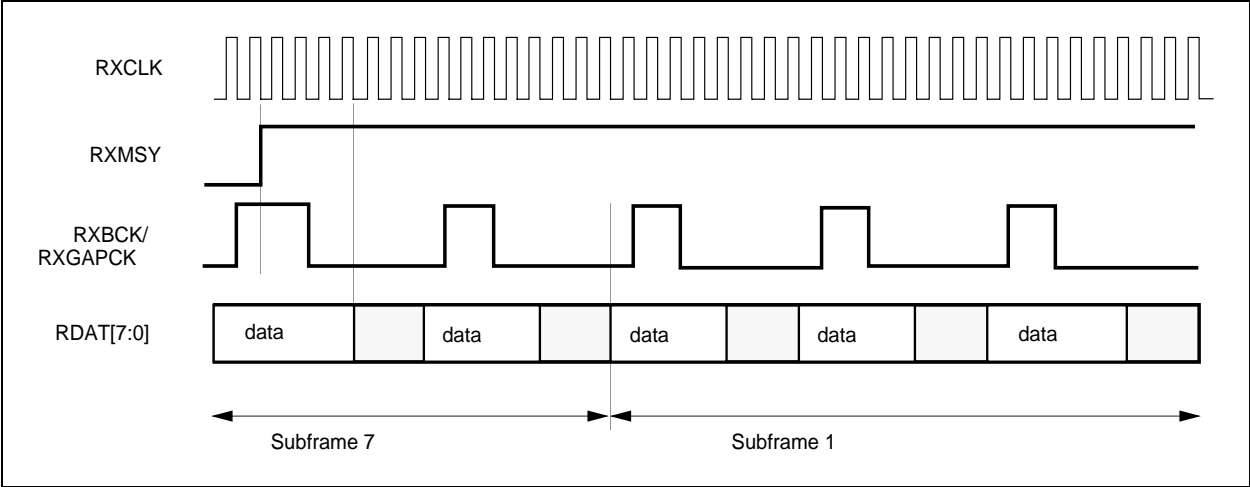 RXCLK
RXMSY
RXBCK/
RXGAPCK
RDAT[7:0]
data
data
data
data
data
Subframe 7
Subframe 1